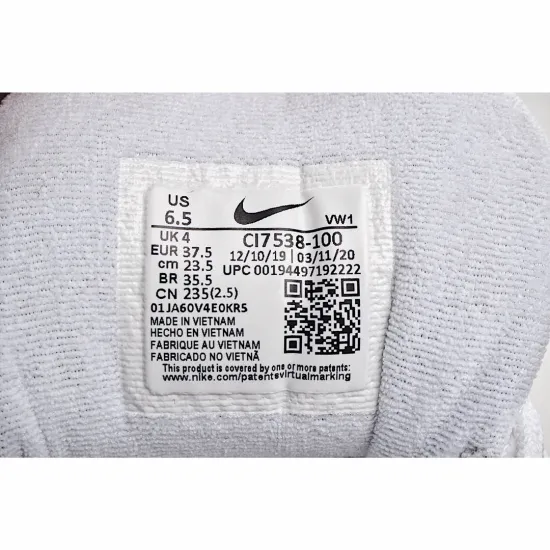 US
6.5
VW1
UK 4
EUR 37.5
cm 23.5
BR 35.5
CN 235(2.5)
CI7538-100
12/10/19 | 03/11/20
UPC 00194497192222
01JA60V4E0KR5
MADE IN VIETNAM
HECHO EN VIETNAM
FABRIQUE AU VIETNAM
FABRICADO NO VIETNÃ
This product is covered by one or more patents:
www.nike.com/patentsvirtualmarking